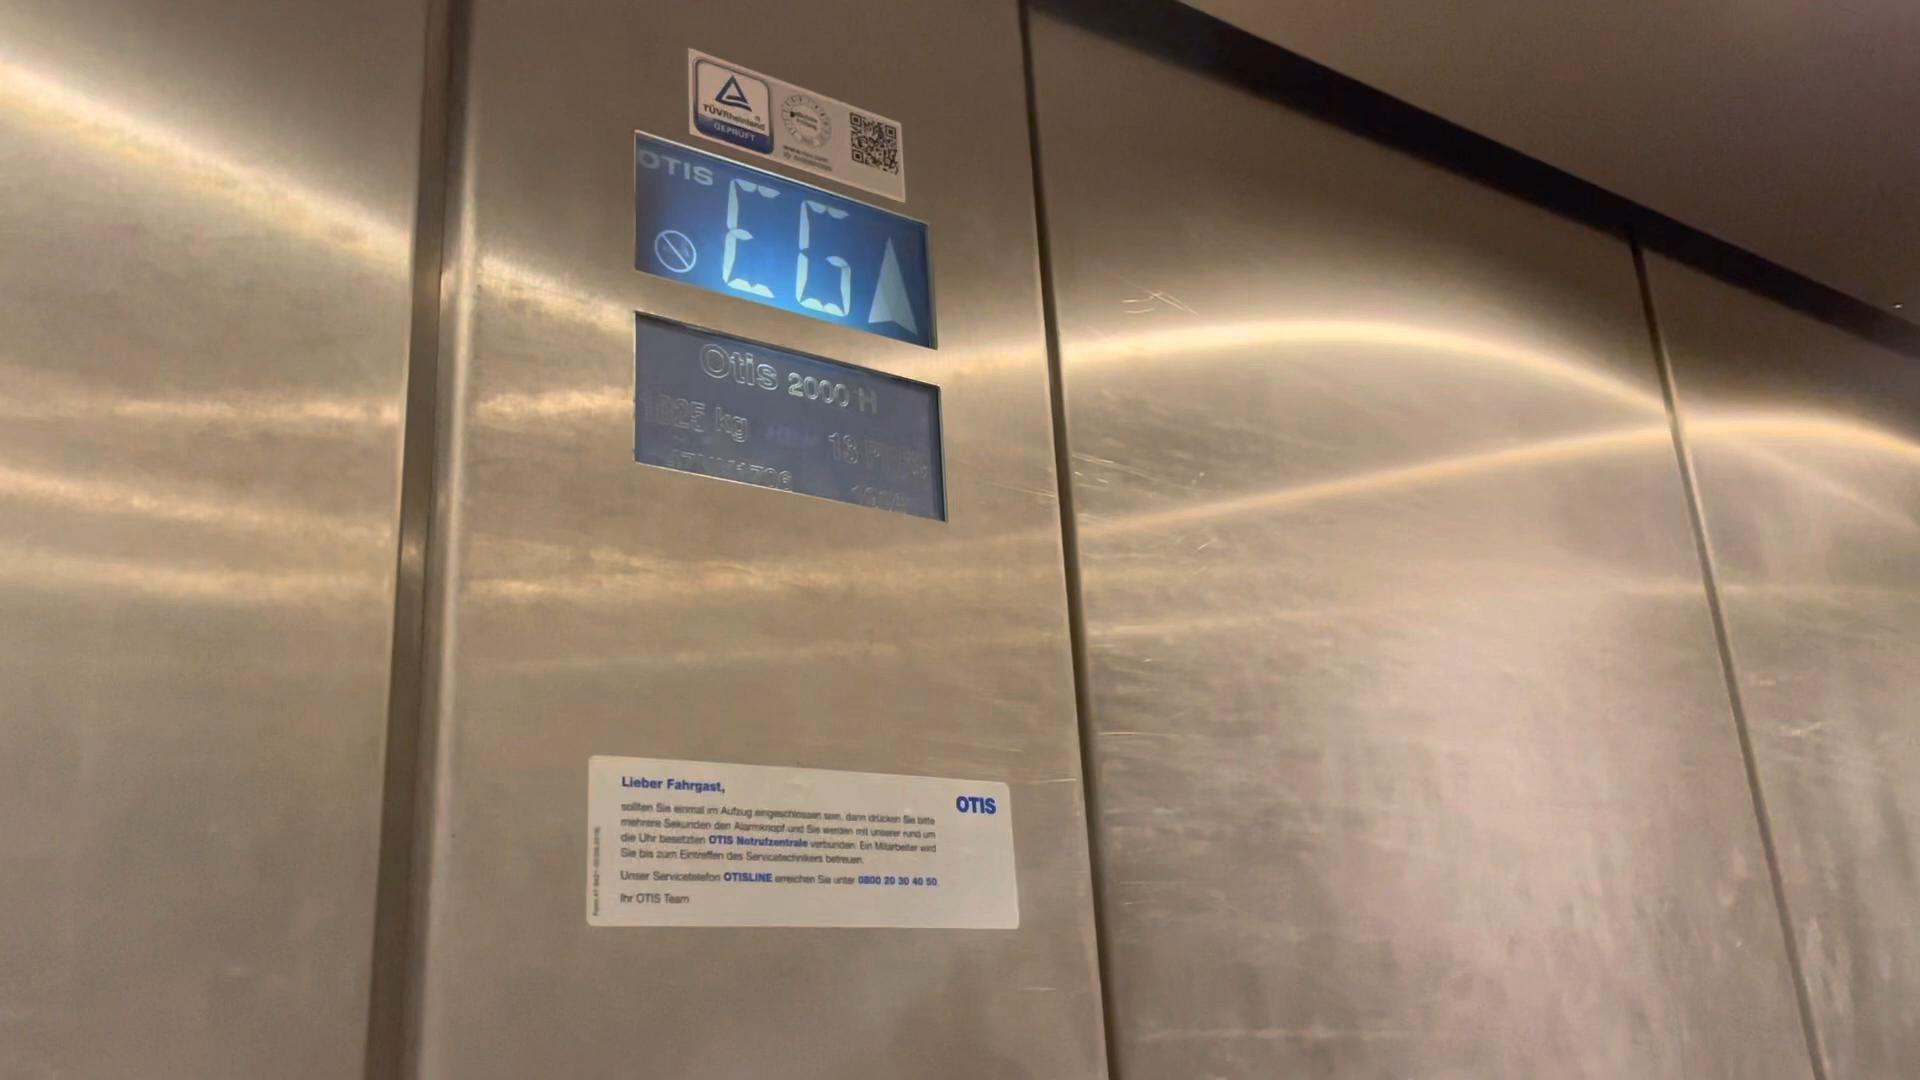 TÜVRheinland
GEPRÜFT
OTIS
EG
Otis 2000 H
1025 kg
13
Lieber Fahrgast,
OTIS
sollten Sie einmal im Aufzug eingeschlossen sein, dann drücken Sie bitte
mehrere Sekunden den Alarmknopf und Sie werden mit unserer rund um
die Uhr besetzten OTIS Notrufzentrale verbunden. Ein Mitarbeiter wird
Sie bis zum Eintreffen des Servicetechnikers betreuen.
Unser Servicetelefon OTISLINE erreichen Sie unter 0800 20 30 40 50.
Ihr OTIS Team